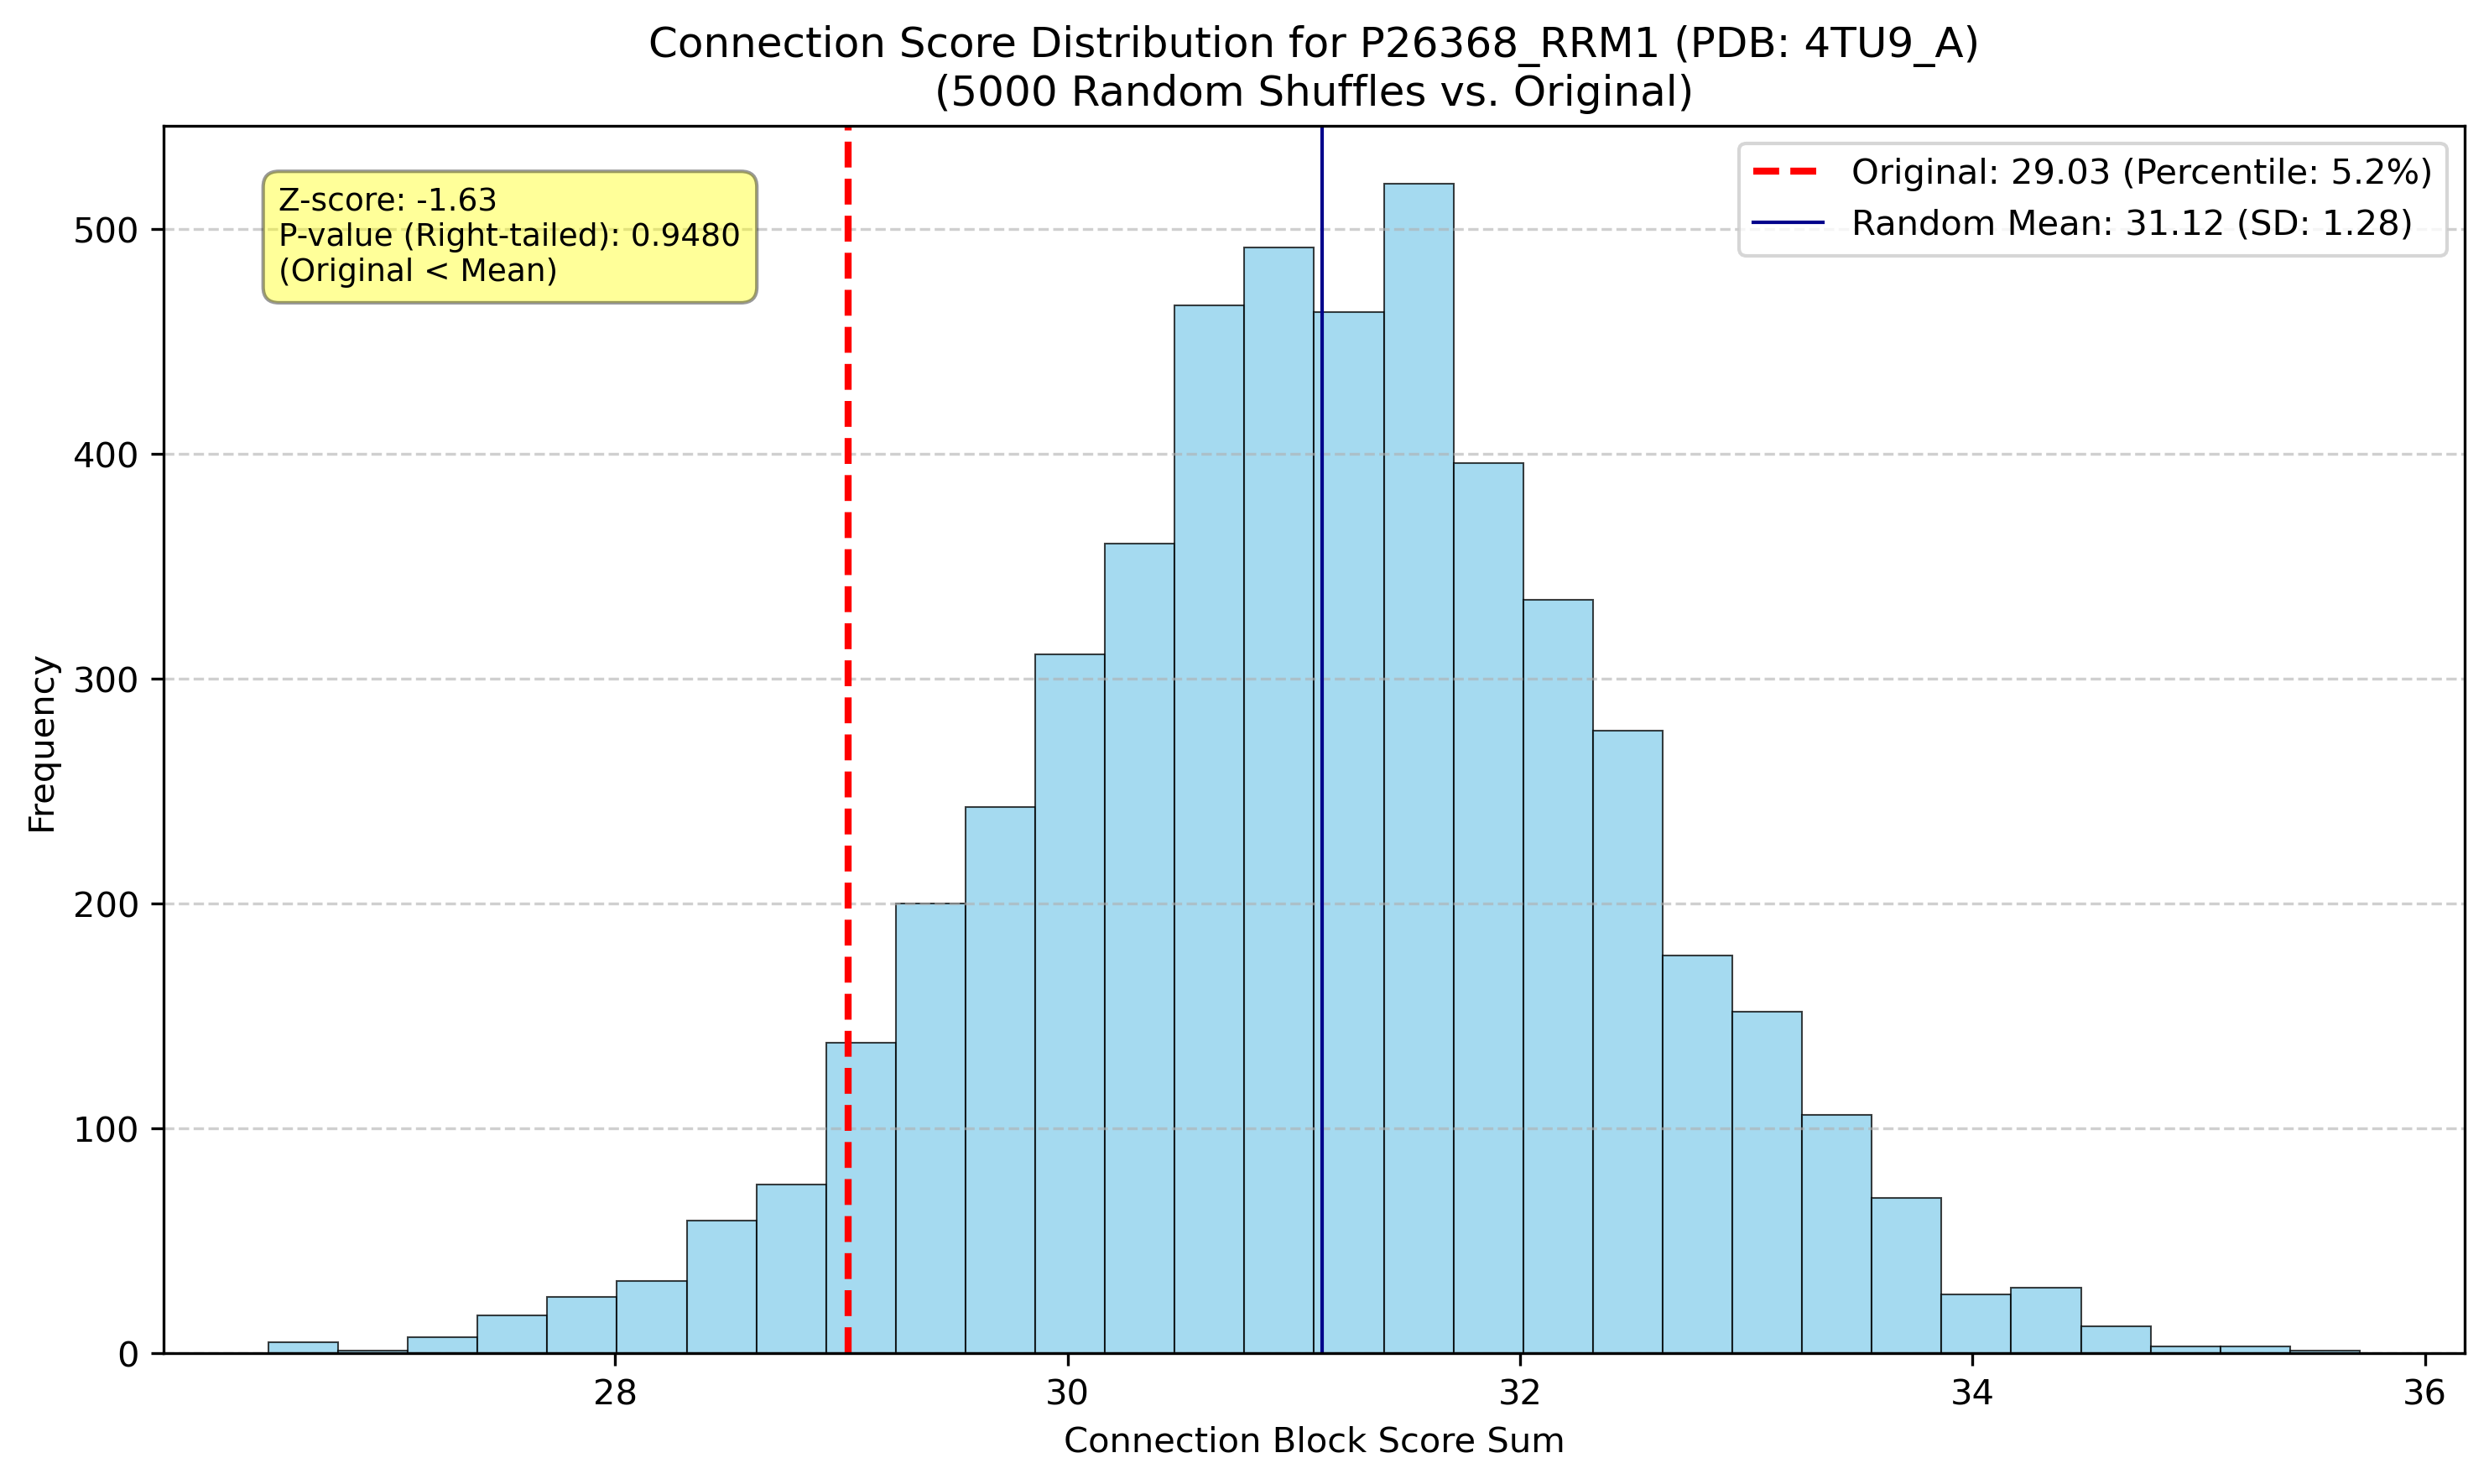 Connection Score Distribution for P26368_RRM1 (PDB: 4TU9_A)
(5000 Random Shuffles vs. Original)
Z-score: -1.63
P-value (Right-tailed): 0.9480
(Original < Mean)
Original: 29.03 (Percentile: 5.2%)
Random Mean: 31.12 (SD: 1.28)
Frequency
500
400
300
200
100
0
28
30
32
34
36
Connection Block Score Sum